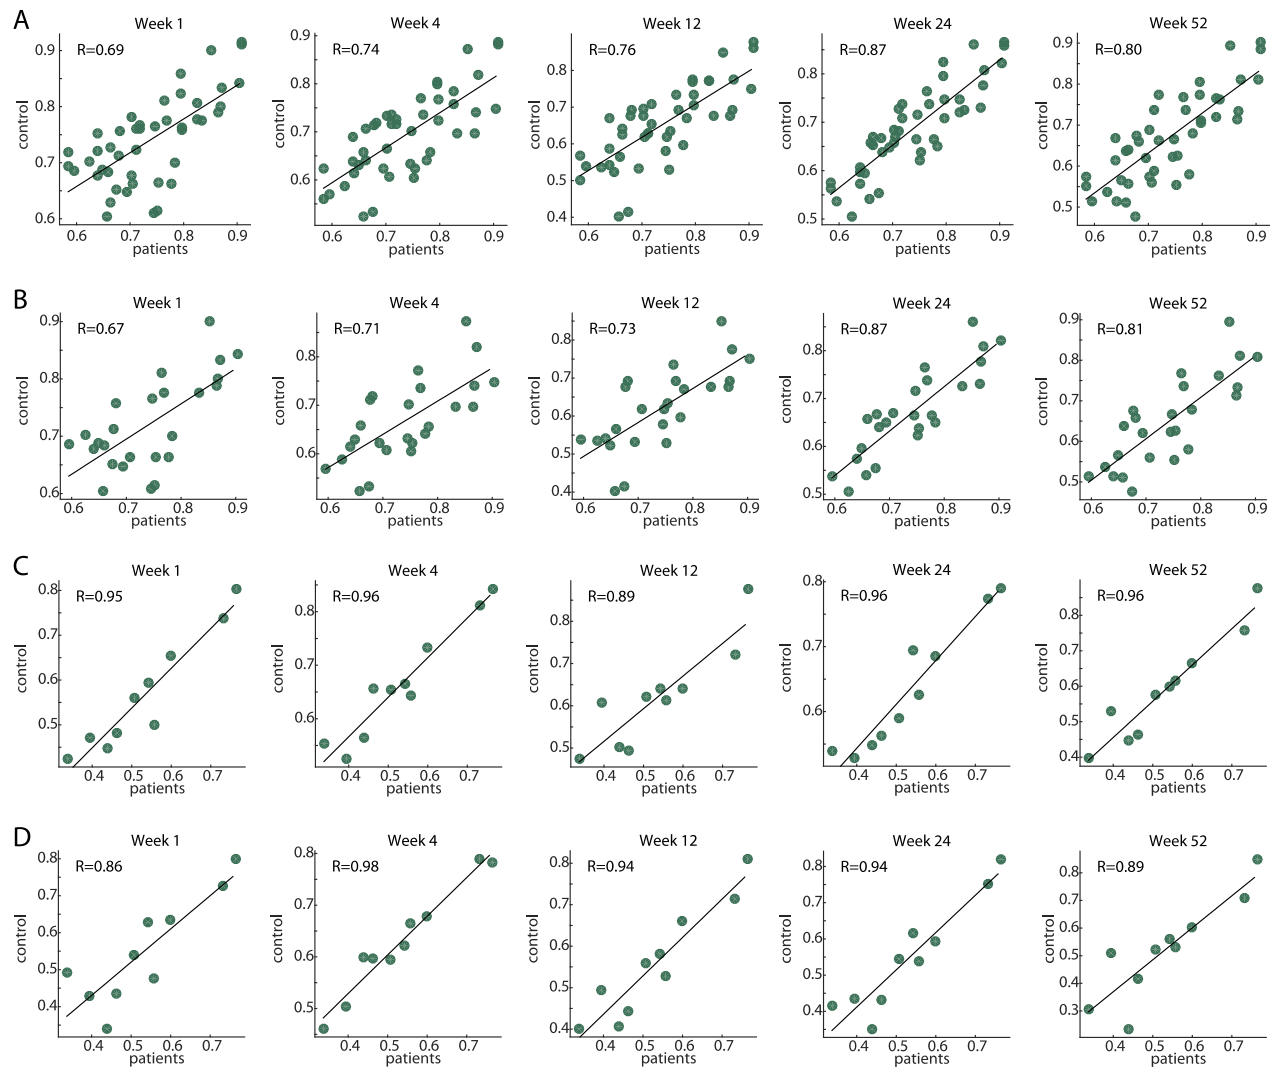 A
Week 1
R=0.69
control
0.9
0.8
0.7
0.6
0.6 0.7 0.8 0.9
patients
Week 4
R=0.74
control
0.9
0.8
0.7
0.6
0.6 0.7 0.8 0.9
patients
Week 12
R=0.76
control
0.8
0.7
0.6
0.5
0.4
0.6 0.7 0.8 0.9
patients
Week 24
R=0.87
control
0.8
0.7
0.6
0.5
0.6 0.7 0.8 0.9
patients
Week 52
R=0.80
control
0.9
0.8
0.7
0.6
0.5
0.6 0.7 0.8 0.9
patients
B
Week 1
R=0.67
control
0.9
0.8
0.7
0.6
0.6 0.7 0.8 0.9
patients
Week 4
R=0.71
control
0.8
0.7
0.6
0.6 0.7 0.8 0.9
patients
Week 12
R=0.73
control
0.8
0.7
0.6
0.5
0.4
0.6 0.7 0.8 0.9
patients
Week 24
R=0.87
control
0.8
0.7
0.6
0.5
0.6 0.7 0.8 0.9
patients
Week 52
R=0.81
control
0.9
0.8
0.7
0.6
0.5
0.6 0.7 0.8 0.9
patients
C
Week 1
R=0.95
control
0.8
0.7
0.6
0.5
0.4 0.5 0.6 0.7
patients
Week 4
R=0.96
control
0.8
0.7
0.6
0.4 0.5 0.6 0.7
patients
Week 12
R=0.89
control
0.8
0.7
0.6
0.5
0.4 0.5 0.6 0.7
patients
Week 24
R=0.96
control
0.8
0.7
0.6
0.4 0.5 0.6 0.7
patients
Week 52
R=0.96
control
0.8
0.7
0.6
0.5
0.4
0.4 0.5 0.6 0.7
patients
D
Week 1
R=0.86
control
0.8
0.7
0.6
0.5
0.4
0.4 0.5 0.6 0.7
patients
Week 4
R=0.98
control
0.8
0.7
0.6
0.5
0.4 0.5 0.6 0.7
patients
Week 12
R=0.94
control
0.8
0.7
0.6
0.5
0.4
0.4 0.5 0.6 0.7
patients
Week 24
R=0.94
control
0.8
0.7
0.6
0.5
0.4
0.4 0.5 0.6 0.7
patients
Week 52
R=0.89
control
0.8
0.7
0.6
0.5
0.4
0.3
0.4 0.5 0.6 0.7
patients